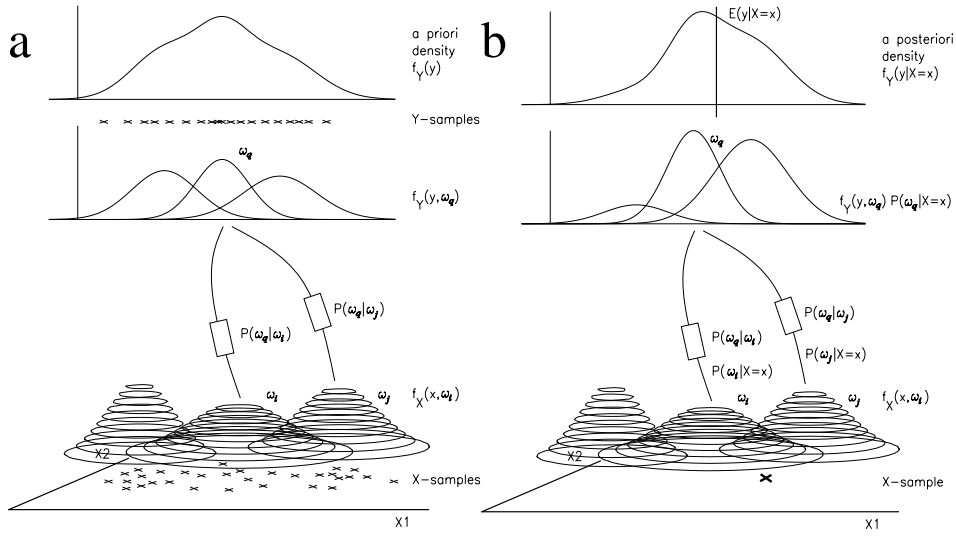 a
a priori
density
f_Y(y)
Y-samples
ω_q
f_Y(y,ω_q)
P(ω_q|ω_i)
P(ω_q|ω_j)
ω_i
ω_j
f_X(x,ω_i)
X2
X-samples
X1
b
E(y|X=x)
a posteriori
density
f_Y(y|X=x)
ω_q
f_Y(y,ω_q) P(ω_q|X=x)
P(ω_q|ω_j)
P(ω_q|ω_i)
P(ω_j|X=x)
P(ω_i|X=x)
ω_i
ω_j
f_X(x,ω_i)
X2
X-sample
X1